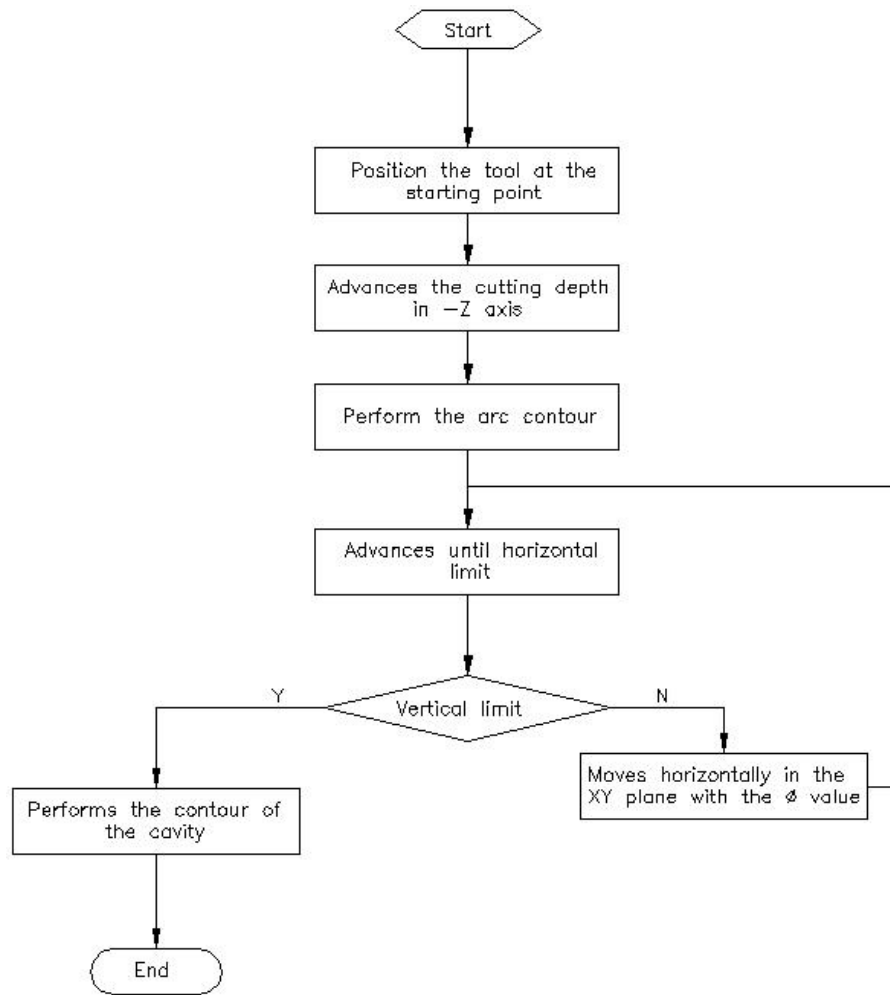 Start
Position the tool at the
starting point
Advances the cutting depth
in -Z axis
Perform the arc contour
Advances until horizontal
limit
Y
Vertical limit
N
Moves horizontally in the
XY plane with the Ø value
Performs the contour of
the cavity
End